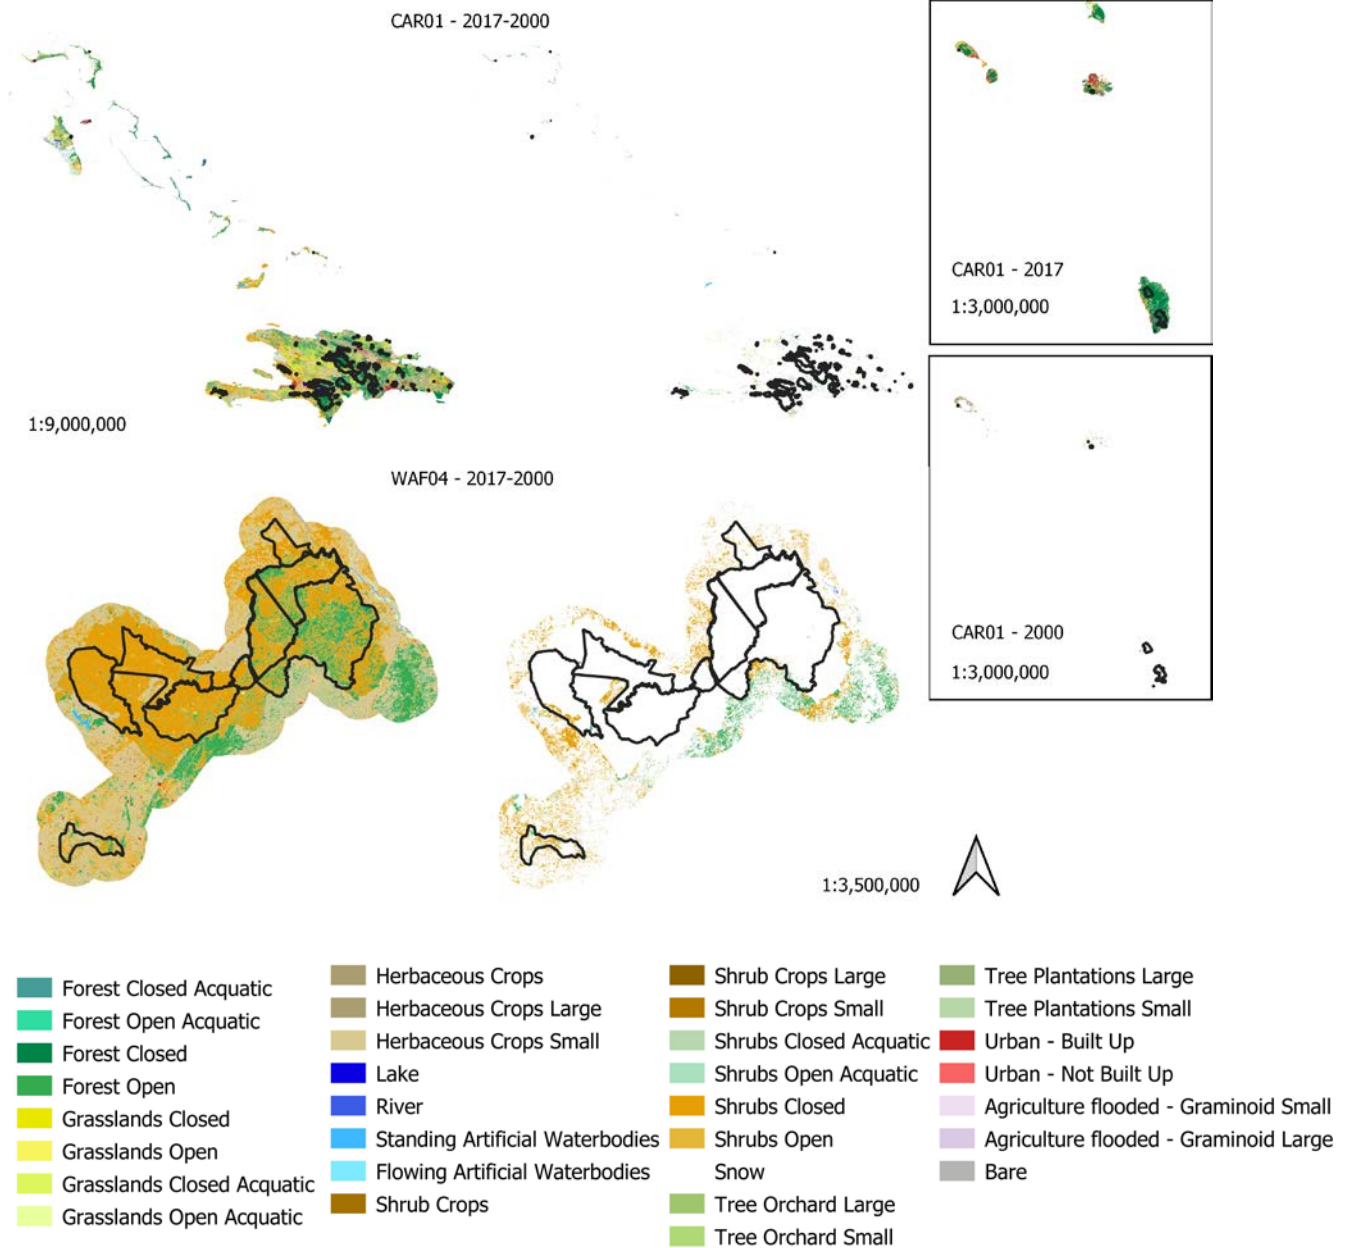 CAR01 - 2017-2000
CAR01 - 2017
1:3,000,000
1:9,000,000
WAF04 - 2017-2000
CAR01 - 2000
1:3,000,000
1:3,500,000
Forest Closed Acquatic
Forest Open Acquatic
Forest Closed
Forest Open
Grasslands Closed
Grasslands Open
Grasslands Closed Acquatic
Grasslands Open Acquatic
Herbaceous Crops
Herbaceous Crops Large
Herbaceous Crops Small
Lake
River
Standing Artificial Waterbodies
Flowing Artificial Waterbodies
Shrub Crops
Shrub Crops Large
Shrub Crops Small
Shrubs Closed Acquatic
Shrubs Open Acquatic
Shrubs Closed
Shrubs Open
Snow
Tree Orchard Large
Tree Orchard Small
Tree Plantations Large
Tree Plantations Small
Urban - Built Up
Urban - Not Built Up
Agriculture flooded - Graminoid Small
Agriculture flooded - Graminoid Large
Bare